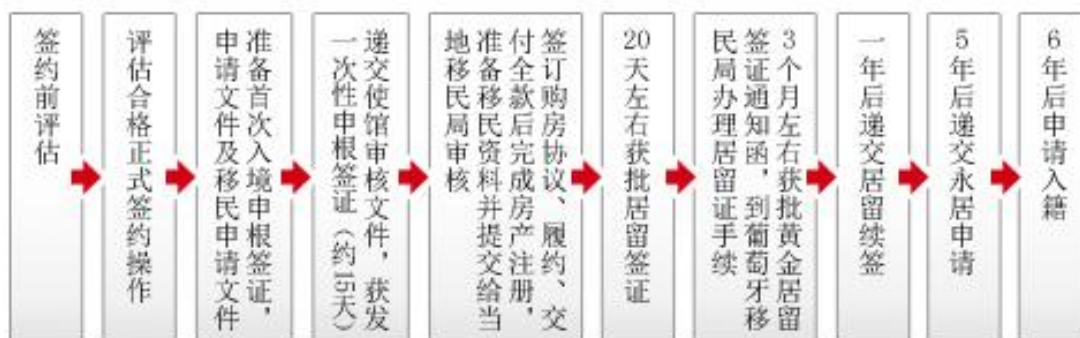 签约前评估
评估合格正式签约操作
准备首次入境申根签证，
申请文件及移民申请文件
递交使馆审核文件，获发
一次性申根签证（约15天）
签订购房协议、履约、交
付全款后完成房产注册，
准备移民资料并提交给当
地移民局审核
20天左右获批居留签证
3个月左右获批黄金居留
签证通知函，到葡萄牙移
民局办理居留证手续
一年后递交居留续签
5年后递交永居申请
6年后申请入籍